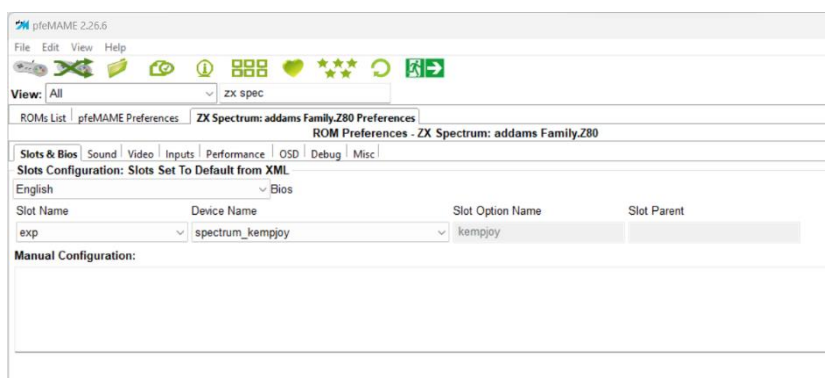 pfeMAME 2.26.6
File Edit View Help
View: All zx spec
ROMs List pfeMAME Preferences ZX Spectrum: addams Family.Z80 Preferences
ROM Preferences - ZX Spectrum: addams Family.Z80
Slots & Bios Sound Video Inputs Performance OSD Debug Misc
Slots Configuration: Slots Set To Default from XML
English Bios
Slot Name Device Name Slot Option Name Slot Parent
exp spectrum_kempjoy kempjoy
Manual Configuration: